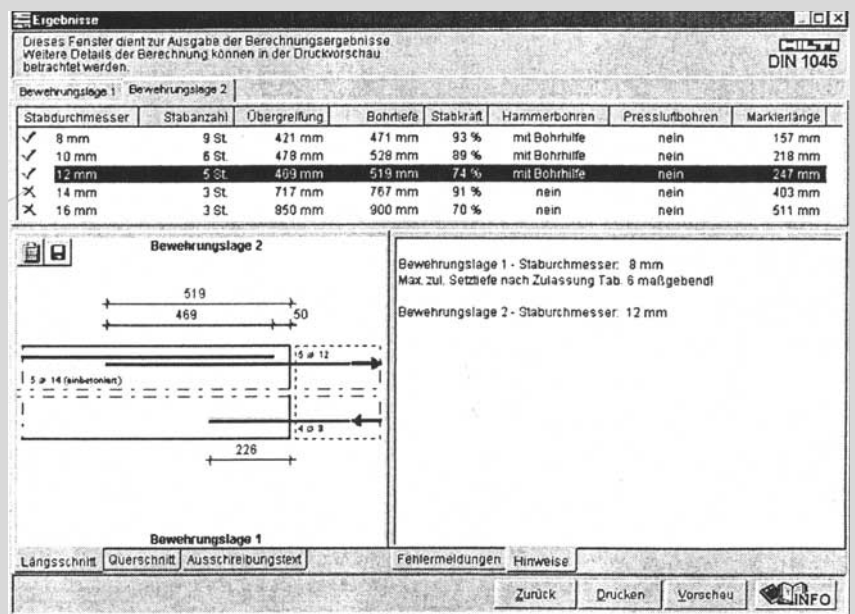 Ergebnisse
Dieses Fenster dient zur Ausgabe der Berechnungsergebnisse.
Weitere Details der Berechnung können in der Druckvorschau
betrachtet werden.
HILTI
DIN 1045
Bewehrungslage 1 Bewehrungslage 2
Stabdurchmesser Stabanzahl Übergreifung Bohrtiefe Stabkraft Hammerbohren Pressluftbohren Markierlänge
8 mm 9 St. 421 mm 471 mm 93 % mit Bohrhilfe nein 157 mm
10 mm 6 St. 478 mm 528 mm 89 % mit Bohrhilfe nein 218 mm
12 mm 5 St. 469 mm 519 mm 74 % mit Bohrhilfe nein 247 mm
14 mm 3 St. 717 mm 767 mm 91 % nein nein 403 mm
16 mm 3 St. 850 mm 900 mm 70 % nein nein 511 mm
Bewehrungslage 2
519
469 50
5 ø 12
5 ø 14 (einbetoniert)
4 ø 8
226
Bewehrungslage 1
Bewehrungslage 1 - Staburchmesser: 8 mm
Max. zul. Setztiefe nach Zulassung Tab. 6 maßgebend!
Bewehrungslage 2 - Staburchmesser: 12 mm
Längsschnitt Querschnitt Ausschreibungstext
Fehlermeldungen Hinweise
Zurück Drucken Vorschau INFO